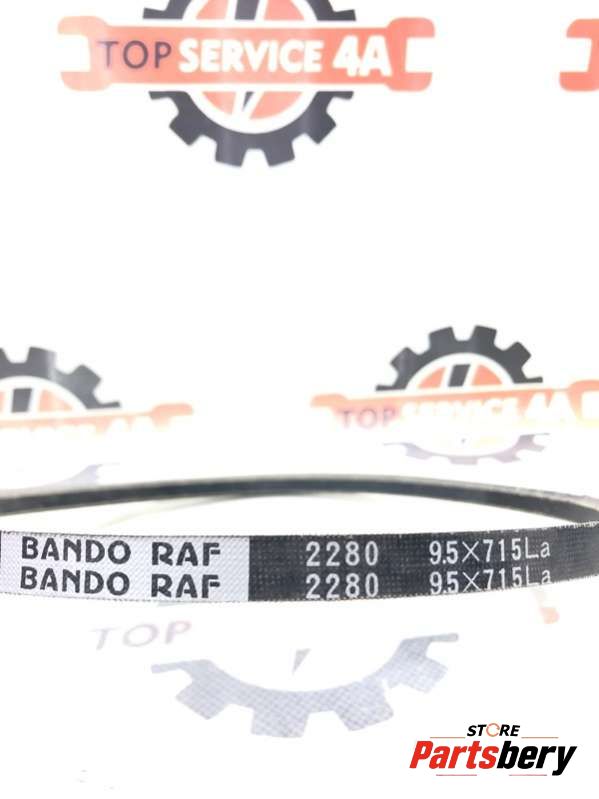 TOP SERVICE 4A
TOP SERVICE 4A
BANDO RAF 2280 9.5×715La
BANDO RAF 2280 9.5×715La
TOP
STORE
Partsbery